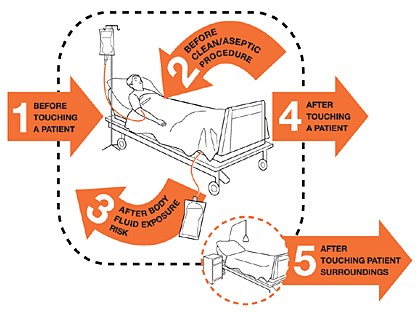 1
BEFORE
TOUCHING
A PATIENT
2
BEFORE
CLEAN/ASEPTIC
PROCEDURE
3
AFTER BODY
FLUID EXPOSURE
RISK
4
AFTER
TOUCHING
A PATIENT
5
AFTER
TOUCHING PATIENT
SURROUNDINGS